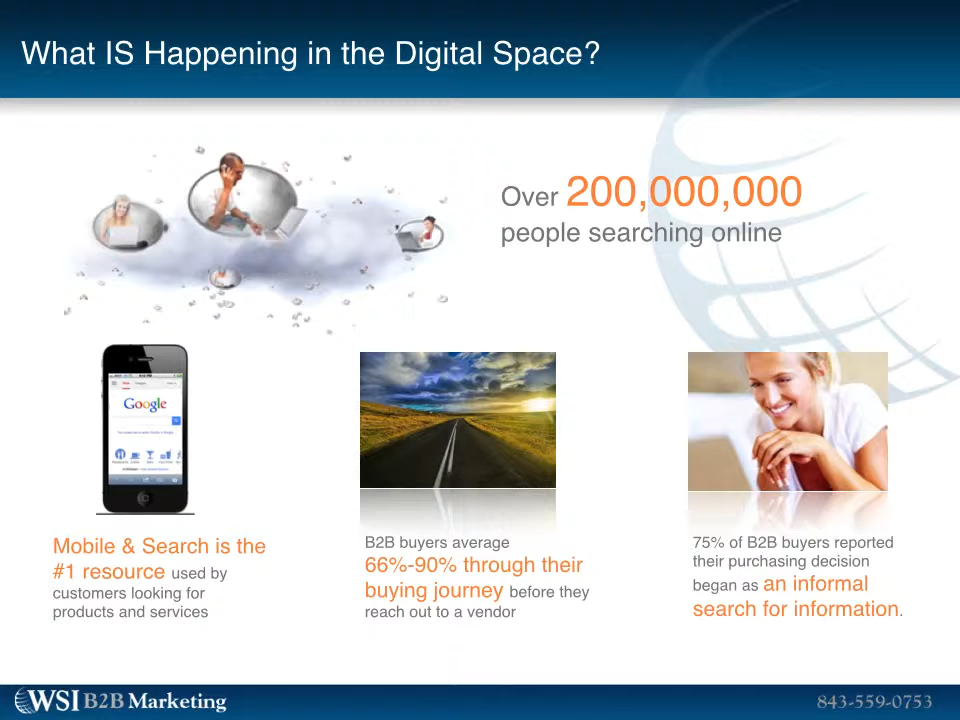 What IS Happening in the Digital Space?
Over 200,000,000
people searching online
Google
Mobile & Search is the
#1 resource used by
customers looking for
products and services
B2B buyers average
66%-90% through their
buying journey before they
reach out to a vendor
75% of B2B buyers reported
their purchasing decision
began as an informal
search for information.
WSI B2B Marketing
843-559-0753